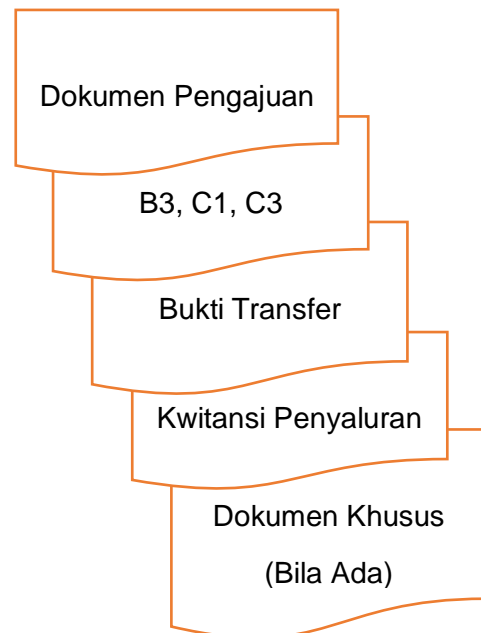 Dokumen Pengajuan
B3, C1, C3
Bukti Transfer
Kwitansi Penyaluran
Dokumen Khusus
(Bila Ada)